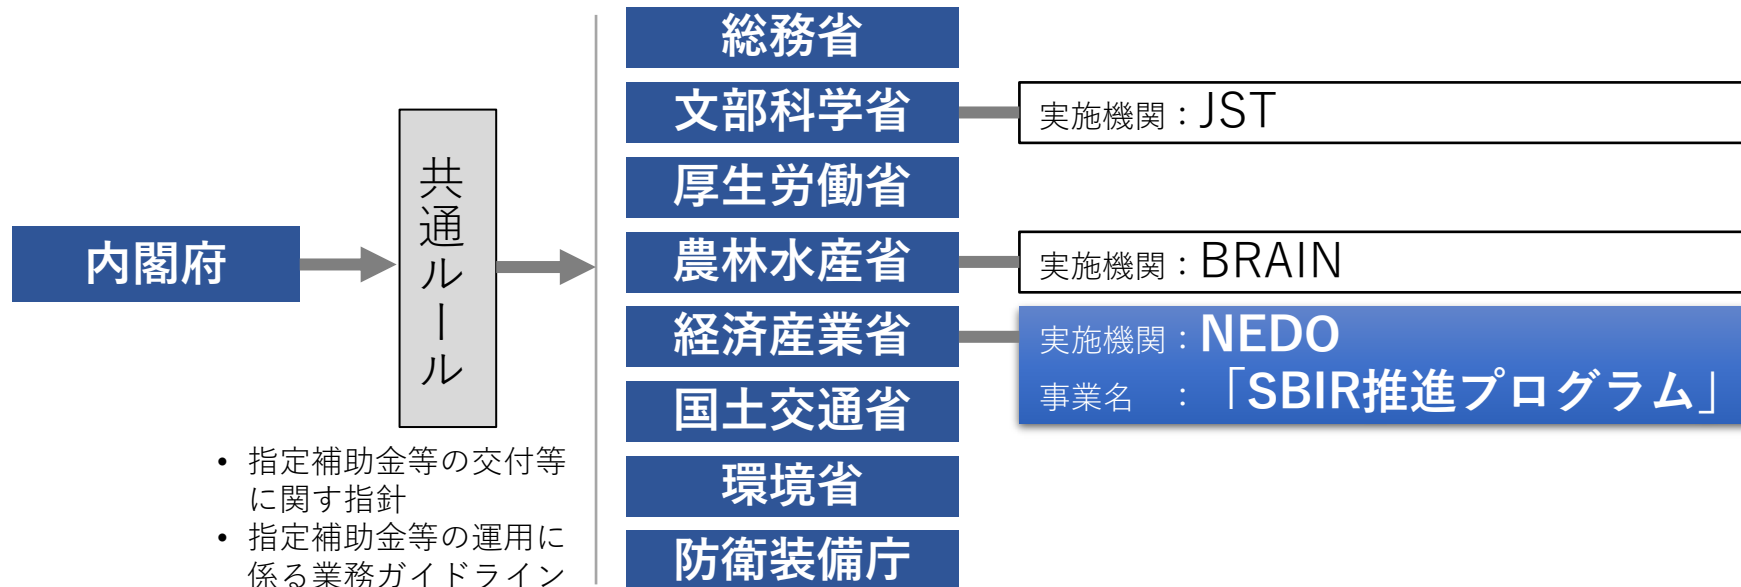 内閣府
共通ルール
• 指定補助金等の交付等
に関す指針
• 指定補助金等の運用に
係る業務ガイドライン
総務省
文部科学省
実施機関：JST
厚生労働省
農林水産省
実施機関：BRAIN
経済産業省
実施機関：NEDO
事業名　：「SBIR推進プログラム」
国土交通省
環境省
防衛装備庁